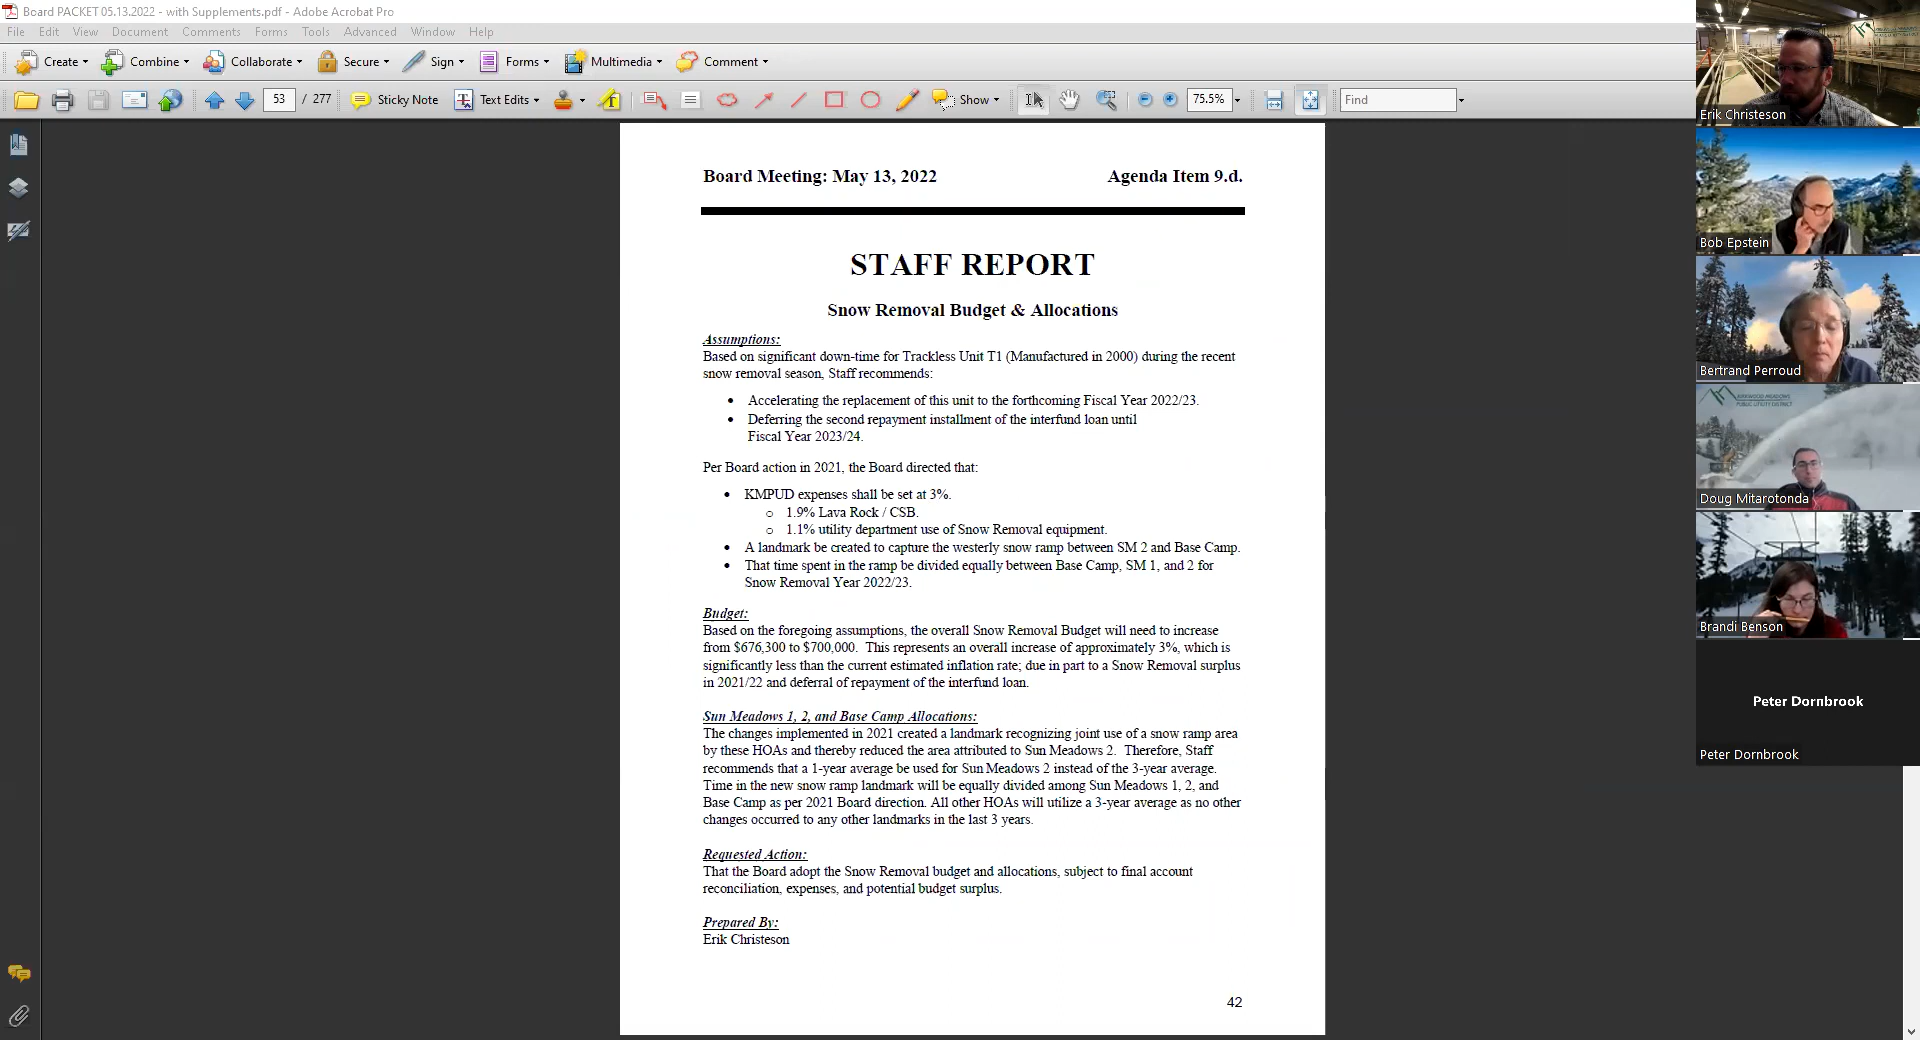 Board PACKET 05.13.2022 - with Supplements.pdf - Adobe Acrobat Pro
File Edit View Document Comments Forms Tools Advanced Window Help
Create Combine Collaborate Secure Sign Forms Multimedia Comment
53 / 277 Sticky Note Text Edits Show 75.5% Find
Board Meeting: May 13, 2022 Agenda Item 9.d.
STAFF REPORT
Snow Removal Budget & Allocations
Assumptions:
Based on significant down-time for Trackless Unit T1 (Manufactured in 2000) during the recent
snow removal season, Staff recommends:
• Accelerating the replacement of this unit to the forthcoming Fiscal Year 2022/23.
• Deferring the second repayment installment of the interfund loan until
Fiscal Year 2023/24.
Per Board action in 2021, the Board directed that:
• KMPUD expenses shall be set at 3%.
o 1.9% Lava Rock / CSB.
o 1.1% utility department use of Snow Removal equipment.
• A landmark be created to capture the westerly snow ramp between SM 2 and Base Camp.
• That time spent in the ramp be divided equally between Base Camp, SM 1, and 2 for
Snow Removal Year 2022/23.
Budget:
Based on the foregoing assumptions, the overall Snow Removal Budget will need to increase
from $676,300 to $700,000. This represents an overall increase of approximately 3%, which is
significantly less than the current estimated inflation rate; due in part to a Snow Removal surplus
in 2021/22 and deferral of repayment of the interfund loan.
Sun Meadows 1, 2, and Base Camp Allocations:
The changes implemented in 2021 created a landmark recognizing joint use of a snow ramp area
by these HOAs and thereby reduced the area attributed to Sun Meadows 2. Therefore, Staff
recommends that a 1-year average be used for Sun Meadows 2 instead of the 3-year average.
Time in the new snow ramp landmark will be equally divided among Sun Meadows 1, 2, and
Base Camp as per 2021 Board direction. All other HOAs will utilize a 3-year average as no other
changes occurred to any other landmarks in the last 3 years.
Requested Action:
That the Board adopt the Snow Removal budget and allocations, subject to final account
reconciliation, expenses, and potential budget surplus.
Prepared By:
Erik Christeson
42
Erik Christeson
Bob Epstein
Bertrand Perroud
MEADOWS
PUBLIC UTILITY DISTRICT
Doug Mitarotonda
Brandi Benson
Peter Dornbrook
Peter Dornbrook